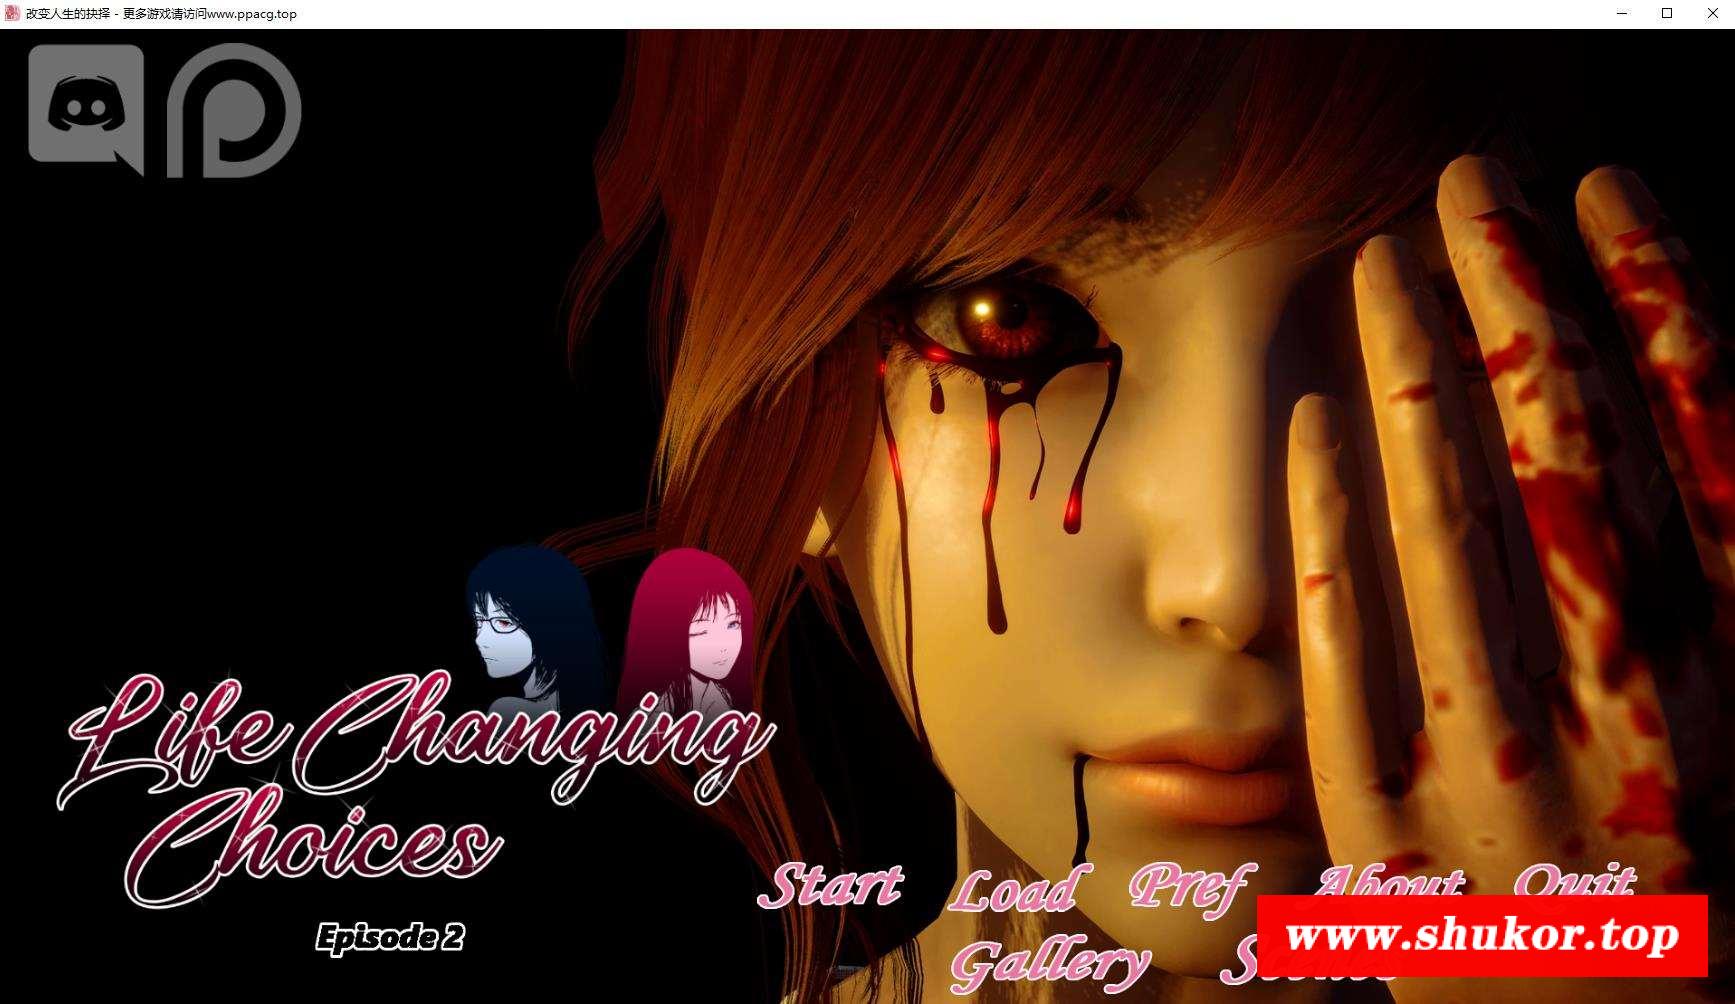 改变人生的抉择 - 更多游戏请访问www.ppacg.top
Life Changing
Choices
Episode 2
Start Load Pref About Quit
Gallery
www.shukor.top